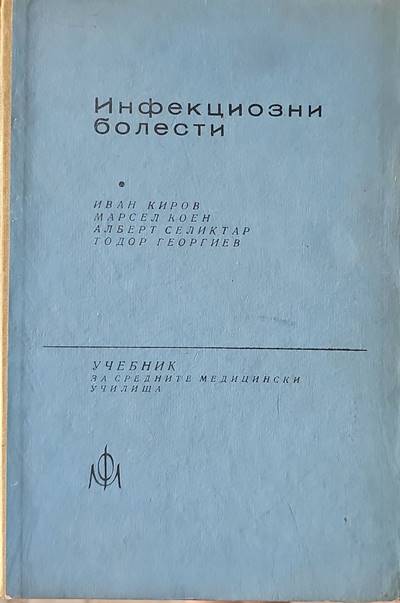 Инфекциозни
болести
ИВАН КИРОВ
МАРСЕЛ КОЕН
АЛБЕРТ СЕЛИКТАР
ТОДОР ГЕОРГИЕВ
УЧЕБНИК
ЗА СРЕДНИТЕ МЕДИЦИНСКИ
УЧИЛИЩА